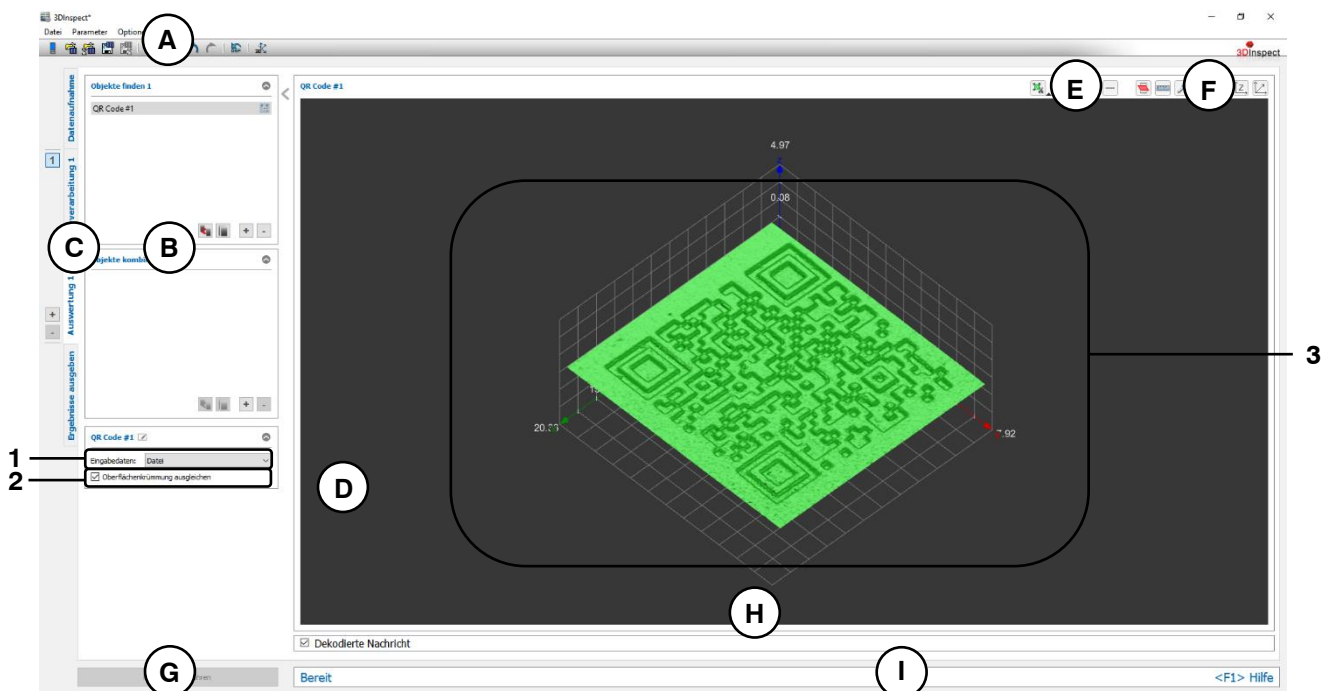 3DInspect*
Datei Parameter
A
3DInspect
Objekte finden 1
QR Code #1
E
F
Z
QR Code #1
Datenaufnahme
1
4.97
z
0.08
C
B
Auswertung 1
Ergebnisse ausgeben
20.
7.92
3
QR Code #1
1
Eingabedaten:
Datei
2
Oberflächenkrümmung ausgleichen
D
H
Dekodierte Nachricht
G
Bereit
I
<F1> Hilfe